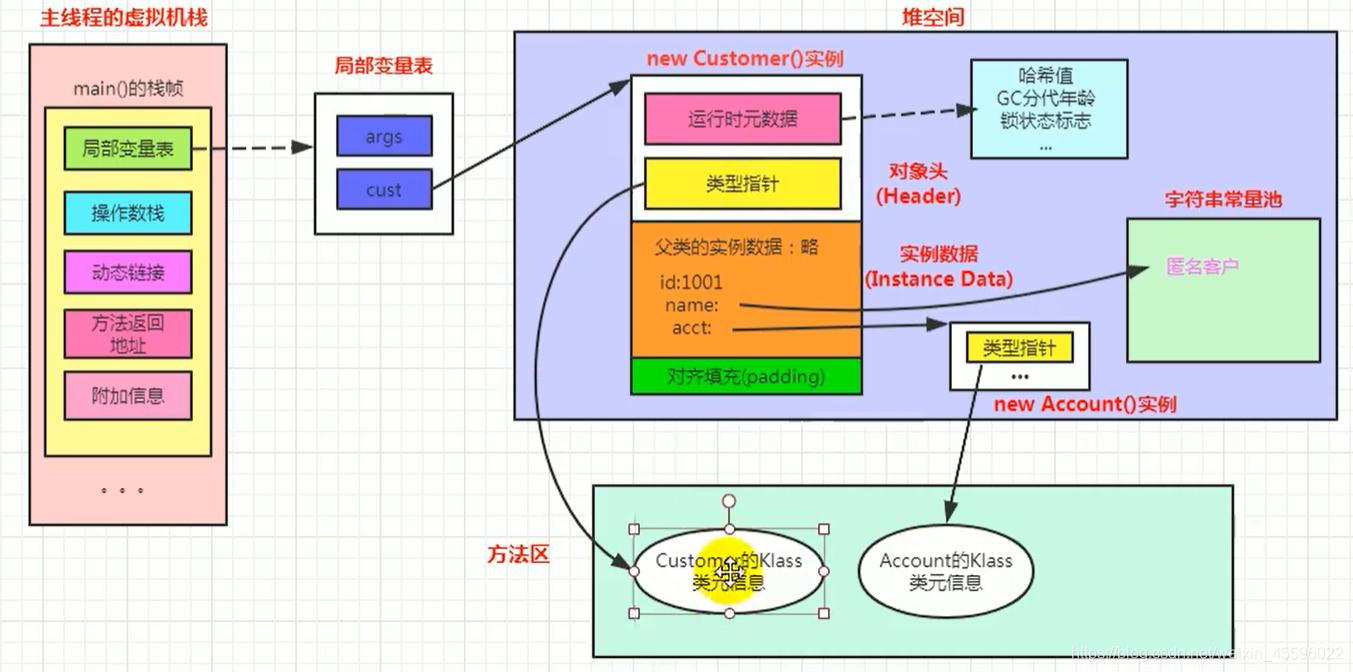 主线程的虚拟机栈
main()的栈帧
局部变量表
操作数栈
动态链接
方法返回
地址
附加信息
。。。
局部变量表
args
cust
堆空间
new Customer()实例
运行时元数据
类型指针
哈希值
GC分代年龄
锁状态标志
...
对象头
(Header)
父类的实例数据：略
id:1001
name:
acct:
实例数据
(Instance Data)
对齐填充(padding)
字符串常量池
匿名客户
类型指针
...
new Account()实例
方法区
Customer的Klass
类元信息
Account的Klass
类元信息
https://blog.csdn.net/weixin_45596022